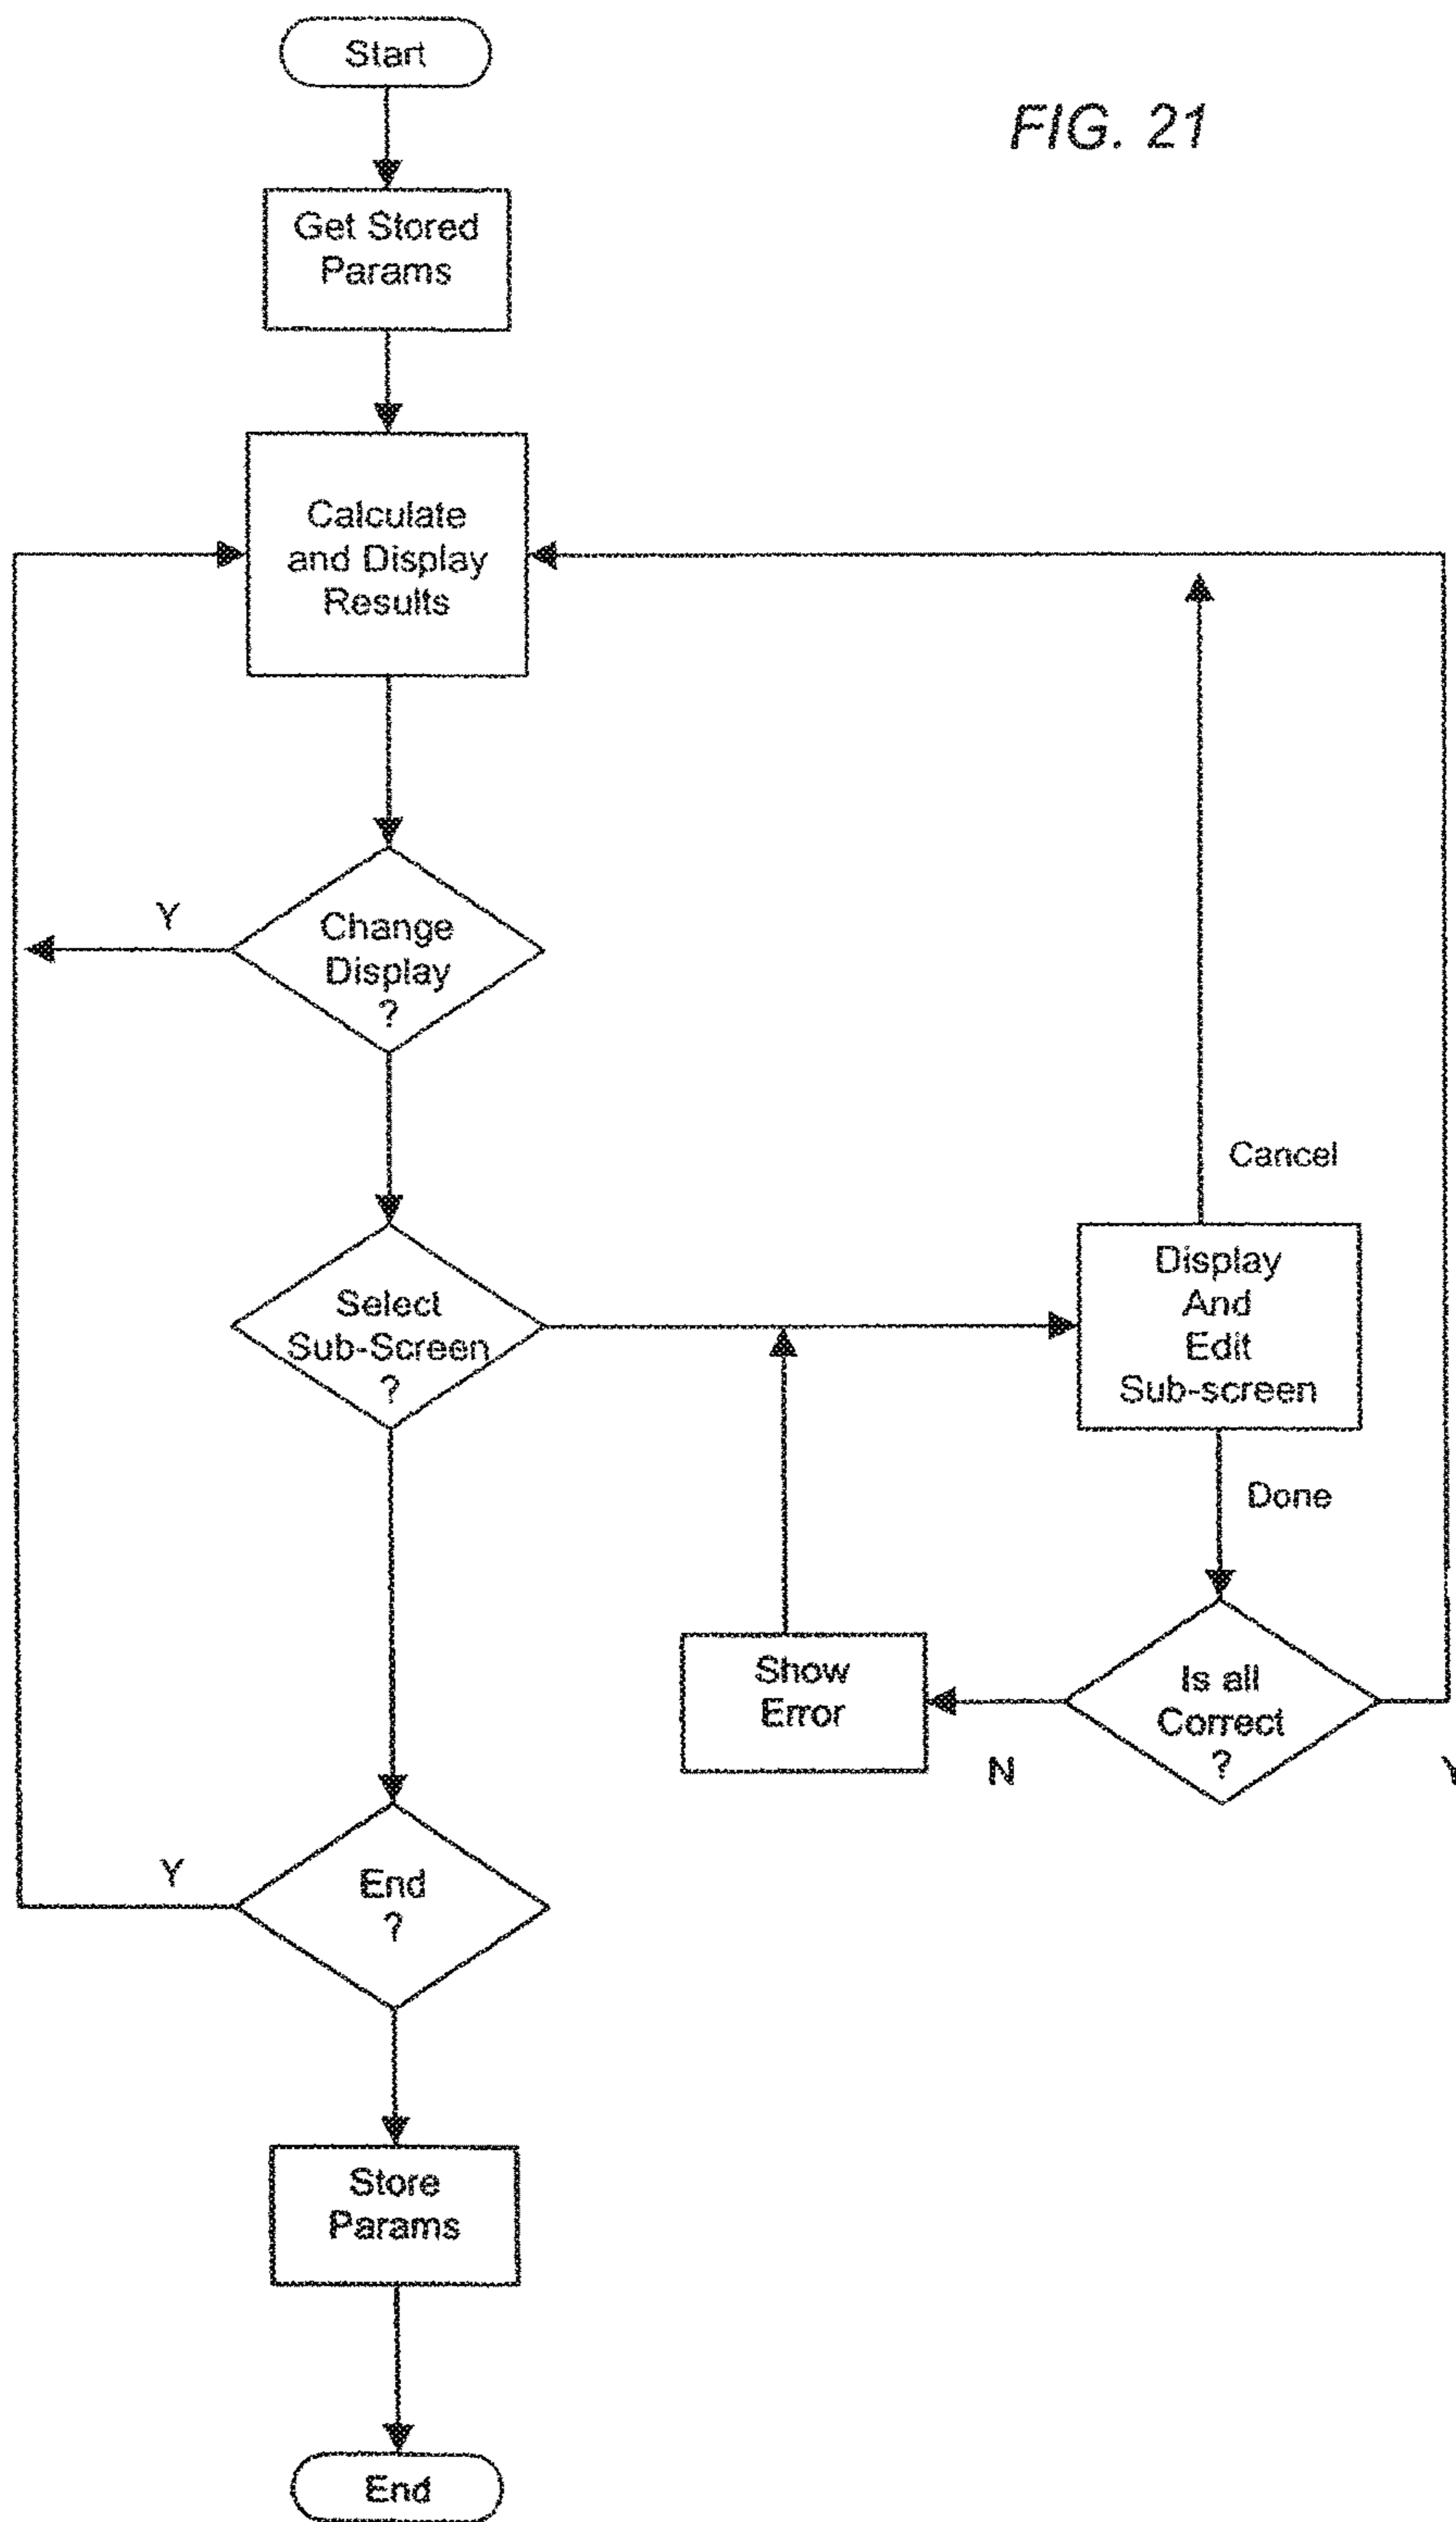 Start
FIG. 21
Get Stored
Params
Calculate
and Display
Results
Y
Change
Display
?
Cancel
Select
Sub-Screen
?
Display
And
Edit
Sub-screen
Done
Show
Error
N
Is all
Correct
?
Y
Y
End
?
Store
Params
End